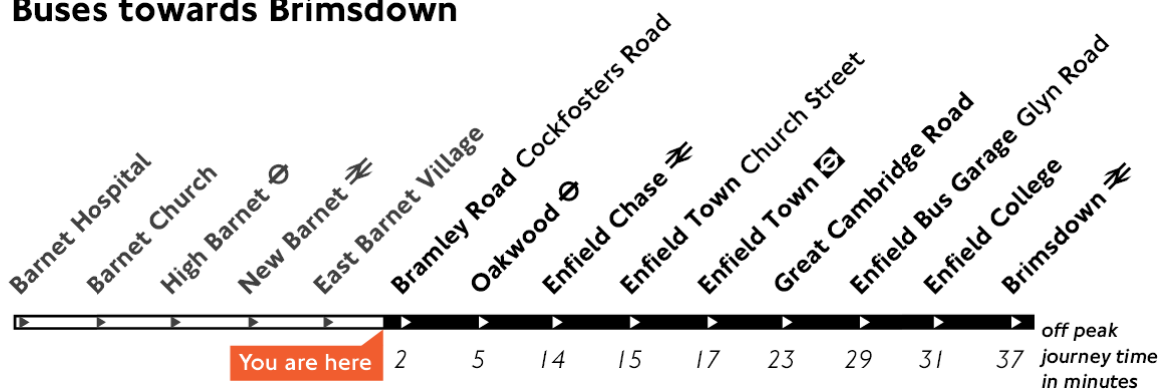 Buses towards Brimsdown
Barnet Hospital
Barnet Church
High Barnet
New Barnet
East Barnet Village
Bramley Road Cockfosters Road
Oakwood
Enfield Chase
Enfield Town Church Street
Enfield Town
Great Cambridge Road
Enfield Bus Garage Glyn Road
Enfield College
Brimsdown
You are here
2 5 14 15 17 23 29 31 37
off peak
journey time
in minutes